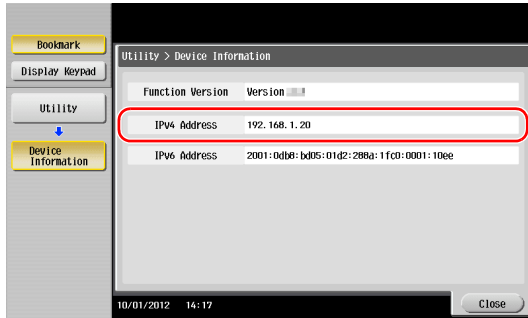 Bookmark
Display Keypad
Utility
Device
Information
Utility > Device Information
Function Version Version
IPv4 Address 192.168.1.20
IPv6 Address 2001:0db8:bd05:01d2:288a:1fc0:0001:10ee
10/01/2012 14:17
Close